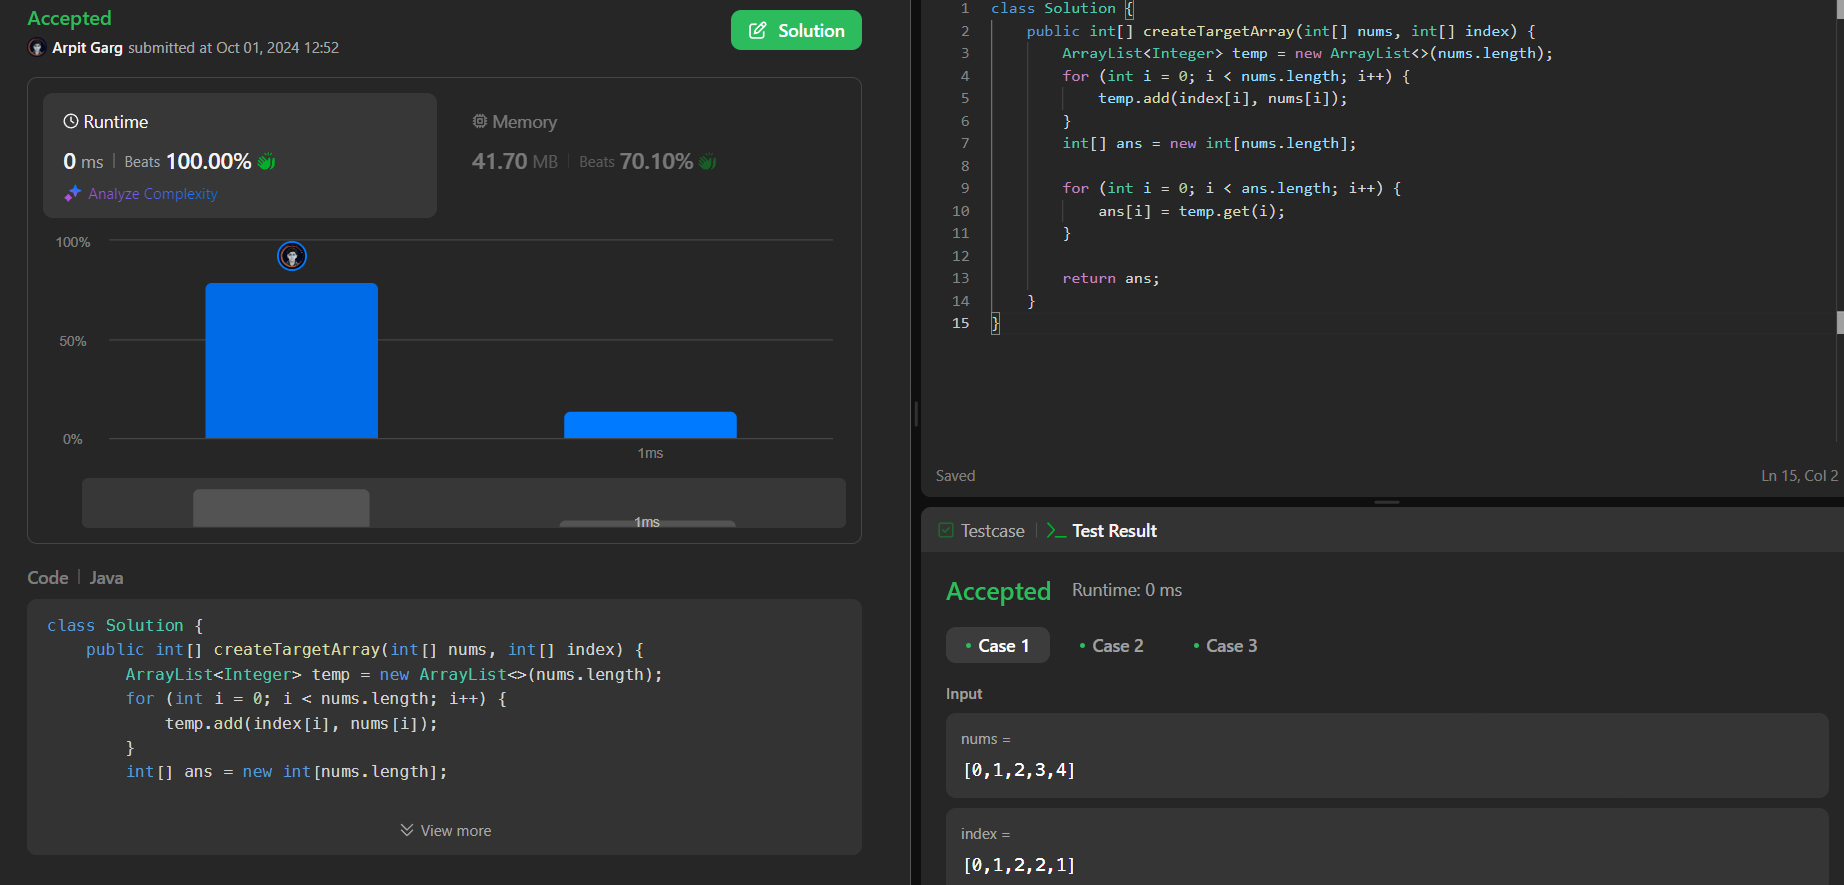 Accepted
Arpit Garg submitted at Oct 01, 2024 12:52
Solution
Runtime
0 ms | Beats 100.00%
Analyze Complexity
Memory
41.70 MB | Beats 70.10%
100%
50%
0%
1ms
1ms
Code | Java
class Solution {
    public int[] createTargetArray(int[] nums, int[] index) {
        ArrayList<Integer> temp = new ArrayList<>(nums.length);
        for (int i = 0; i < nums.length; i++) {
            temp.add(index[i], nums[i]);
        }
        int[] ans = new int[nums.length];
View more
1 class Solution {
2     public int[] createTargetArray(int[] nums, int[] index) {
3         ArrayList<Integer> temp = new ArrayList<>(nums.length);
4         for (int i = 0; i < nums.length; i++) {
5             temp.add(index[i], nums[i]);
6         }
7         int[] ans = new int[nums.length];
8
9         for (int i = 0; i < ans.length; i++) {
10             ans[i] = temp.get(i);
11         }
12
13         return ans;
14     }
15 }
Saved
Ln 15, Col 2
Testcase | >_ Test Result
Accepted Runtime: 0 ms
• Case 1 • Case 2 • Case 3
Input
nums =
[0,1,2,3,4]
index =
[0,1,2,2,1]